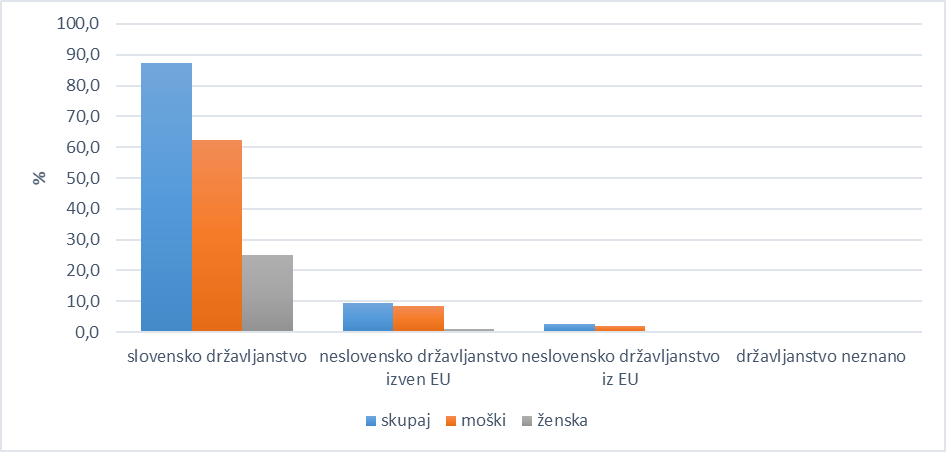 100,0
90,0
80,0
70,0
60,0
50,0
40,0
30,0
20,0
10,0
0,0
%
slovensko državljanstvo
neslovensko državljanstvo izven EU
neslovensko državljanstvo iz EU
državljanstvo neznano
skupaj moški ženska